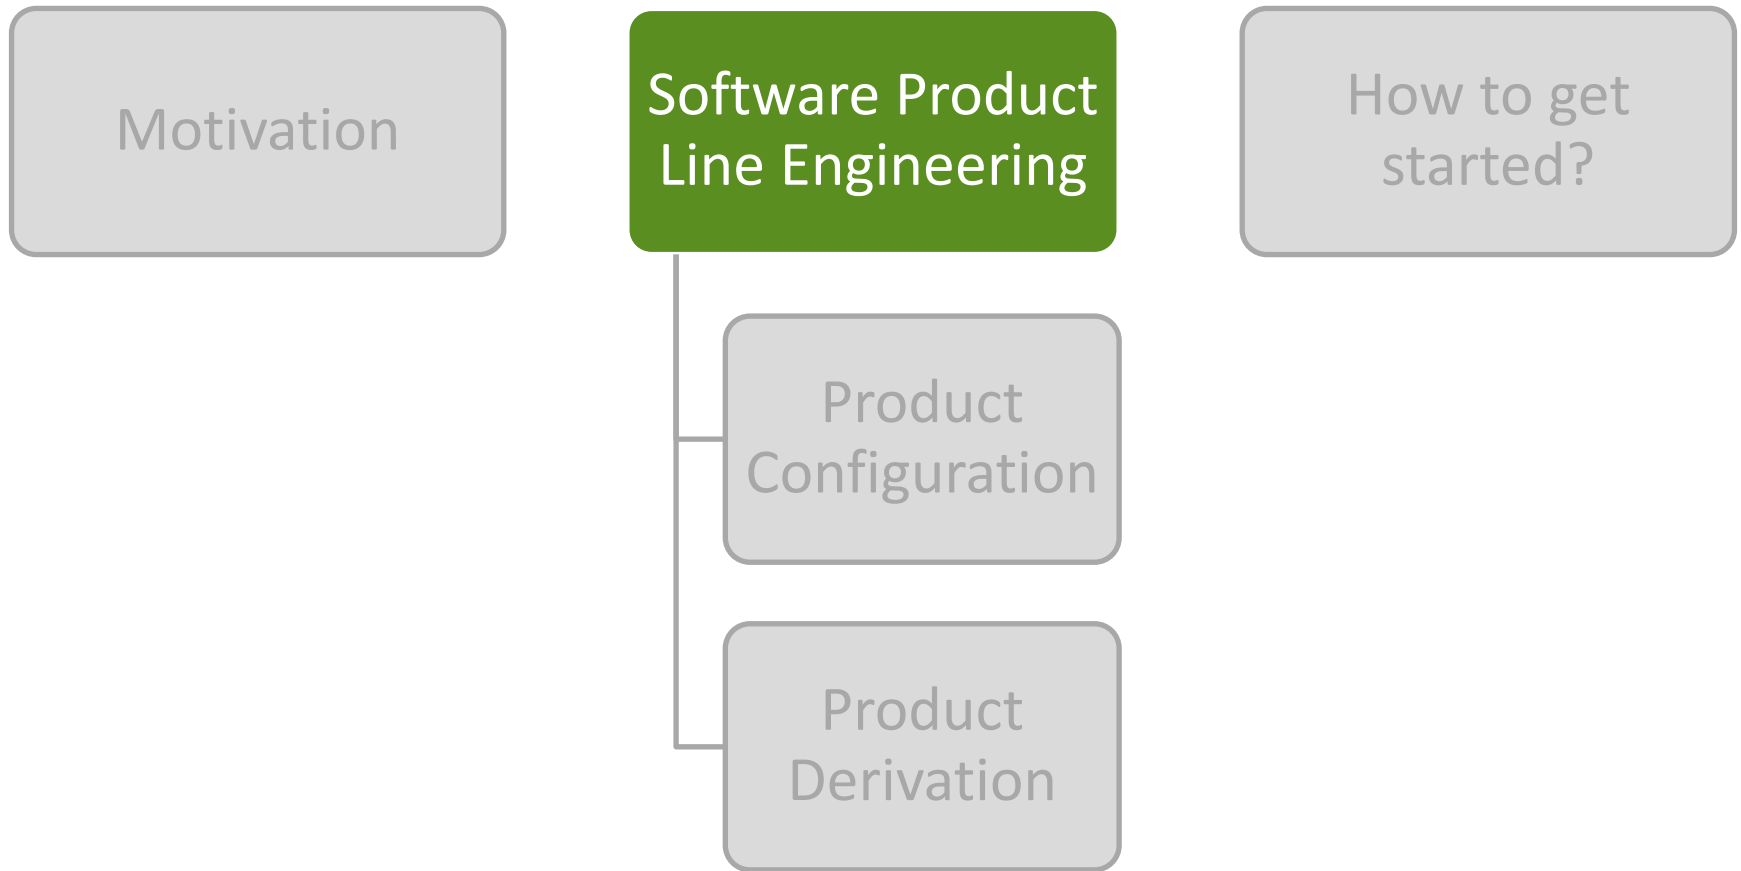 Motivation
Software Product
Line Engineering
How to get
started?
Product
Configuration
Product
Derivation